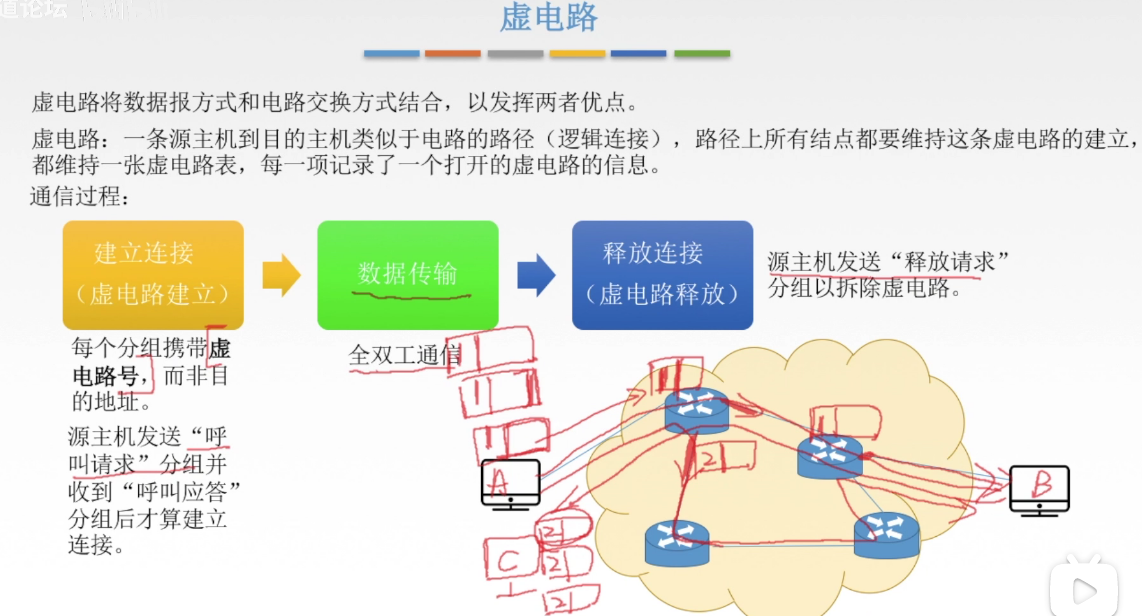 道论坛
虚电路
虚电路将数据报方式和电路交换方式结合，以发挥两者优点。
虚电路：一条源主机到目的主机类似于电路的路径（逻辑连接），路径上所有结点都要维持这条虚电路的建立，
都维持一张虚电路表，每一项记录了一个打开的虚电路的信息。
通信过程：
建立连接
（虚电路建立）
数据传输
释放连接
（虚电路释放）
源主机发送“释放请求”
分组以拆除虚电路。
每个分组携带虚
电路号，而非目
的地址。
全双工通信
源主机发送“呼
叫请求”分组并
收到“呼叫应答”
分组后才算建立
连接。
1
1
1
1
2
A
B
2
C
2
2